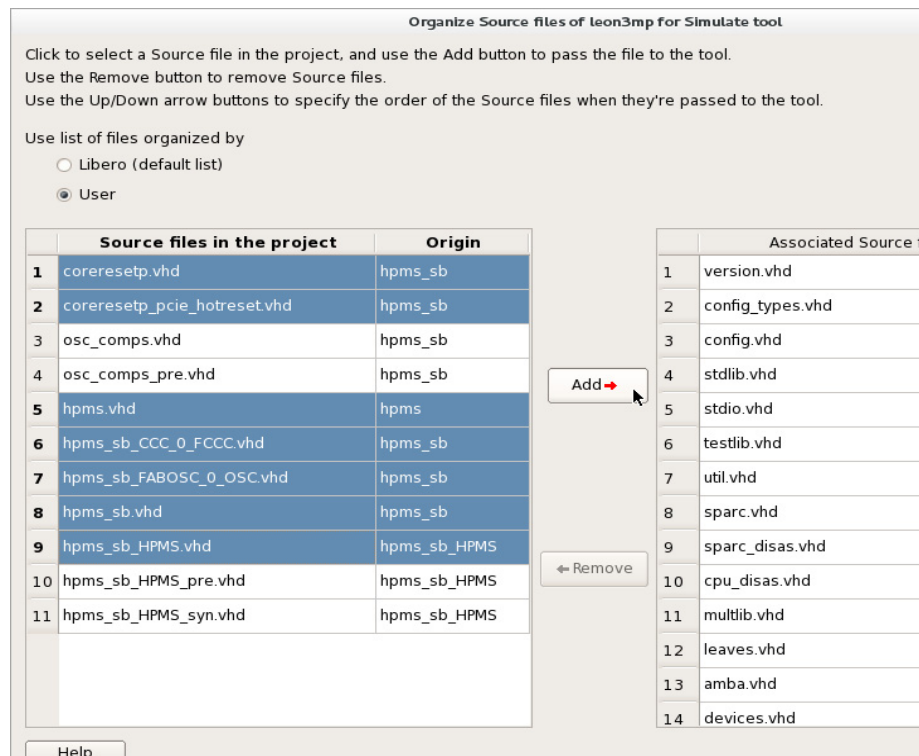 Organize Source files of leon3mp for Simulate tool
Click to select a Source file in the project, and use the Add button to pass the file to the tool.
Use the Remove button to remove Source files.
Use the Up/Down arrow buttons to specify the order of the Source files when they're passed to the tool.
Use list of files organized by
Libero (default list)
User
Source files in the project Origin
1 coreresetp.vhd hpms_sb
2 coreresetp_pcie_hotreset.vhd hpms_sb
3 osc_comps.vhd hpms_sb
4 osc_comps_pre.vhd hpms_sb
5 hpms.vhd hpms
6 hpms_sb_CCC_0_FCCC.vhd hpms_sb
7 hpms_sb_FABOSC_0_OSC.vhd hpms_sb
8 hpms_sb.vhd hpms_sb
9 hpms_sb_HPMS.vhd hpms_sb_HPMS
10 hpms_sb_HPMS_pre.vhd hpms_sb_HPMS
11 hpms_sb_HPMS_syn.vhd hpms_sb_HPMS
Add
Remove
Associated Source
1 version.vhd
2 config_types.vhd
3 config.vhd
4 stdlib.vhd
5 stdio.vhd
6 testlib.vhd
7 util.vhd
8 sparc.vhd
9 sparc_disas.vhd
10 cpu_disas.vhd
11 multlib.vhd
12 leaves.vhd
13 amba.vhd
14 devices.vhd
Help